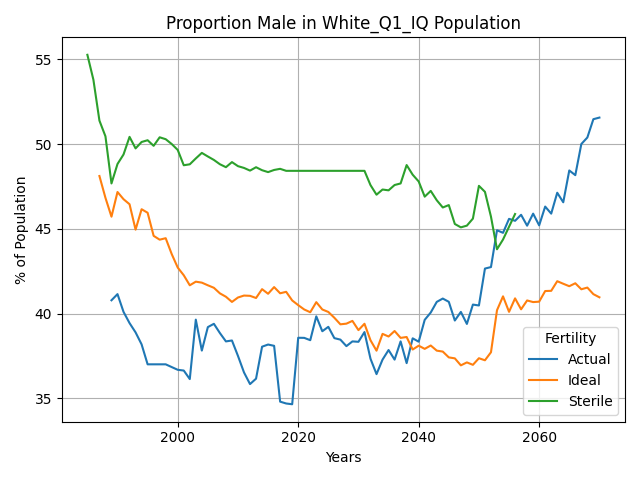 Proportion Male in White_Q1_IQ Population
% of Population
55
50
45
40
35
2000
2020
2040
2060
Years
Fertility
Actual
Ideal
Sterile